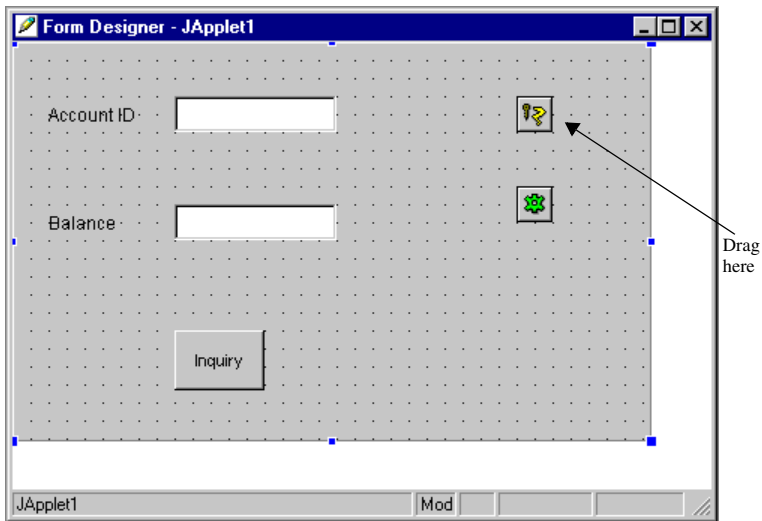 Form Designer - JApplet1
Account ID
Balance
Drag
here
Inquiry
JApplet1
Mod